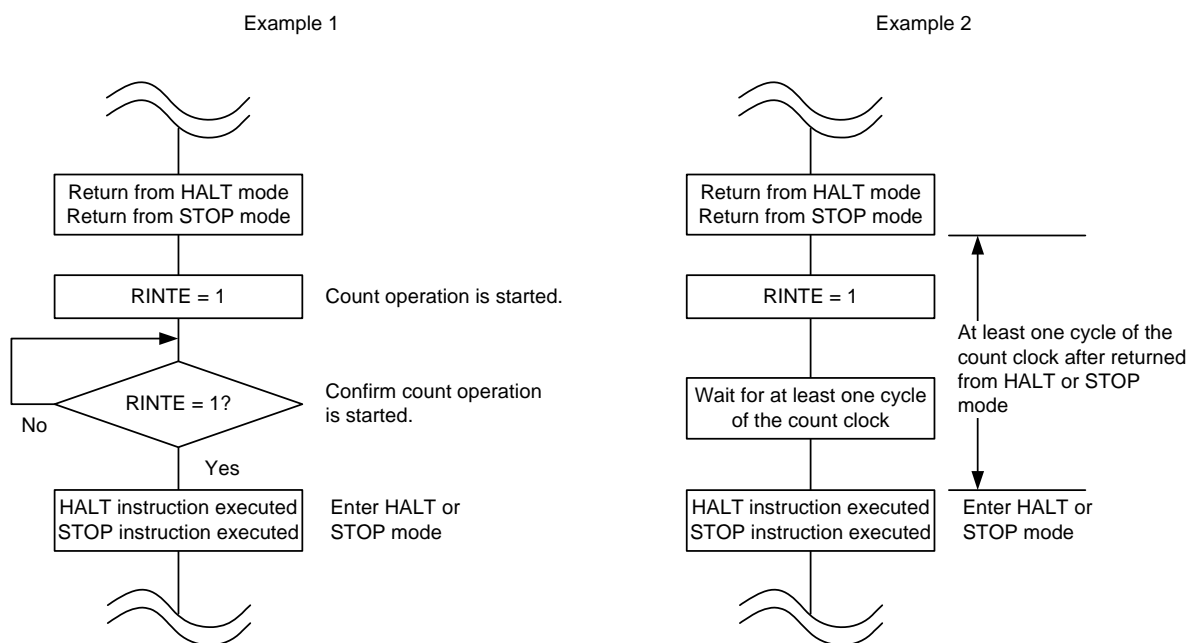 Example 1
Return from HALT mode
Return from STOP mode
RINTE = 1
Count operation is started.
RINTE = 1?
Confirm count operation
is started.
No
Yes
HALT instruction executed
STOP instruction executed
Enter HALT or
STOP mode
Example 2
Return from HALT mode
Return from STOP mode
RINTE = 1
At least one cycle of the
count clock after returned
from HALT or STOP
mode
Wait for at least one cycle
of the count clock
HALT instruction executed
STOP instruction executed
Enter HALT or
STOP mode